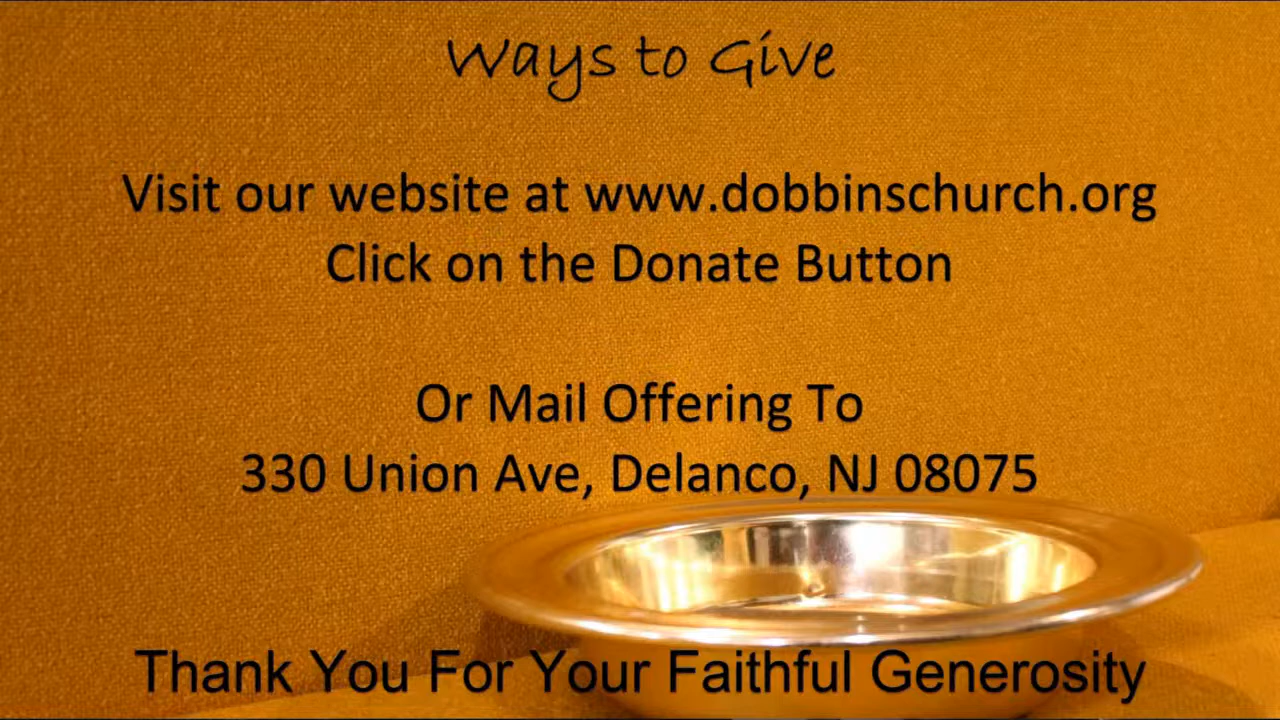 Ways to Give
Visit our website at www.dobbinschurch.org
Click on the Donate Button
Or Mail Offering To
330 Union Ave, Delanco, NJ 08075
Thank You For Your Faithful Generosity